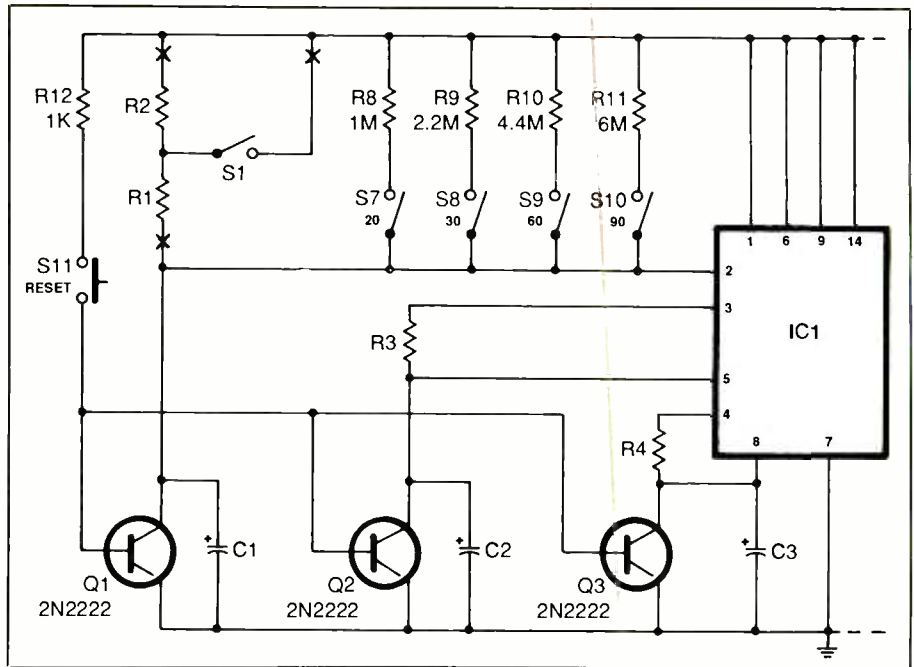 R12
1K
R2
S1
R1
R8
1M
R9
2.2M
R10
4.4M
R11
6M
S7
20
S8
30
S9
60
S10
90
S11
RESET
1
6
9
14
2
3
5
4
8
7
IC1
R3
R4
+
C1
+
C2
+
C3
Q1
2N2222
Q2
2N2222
Q3
2N2222